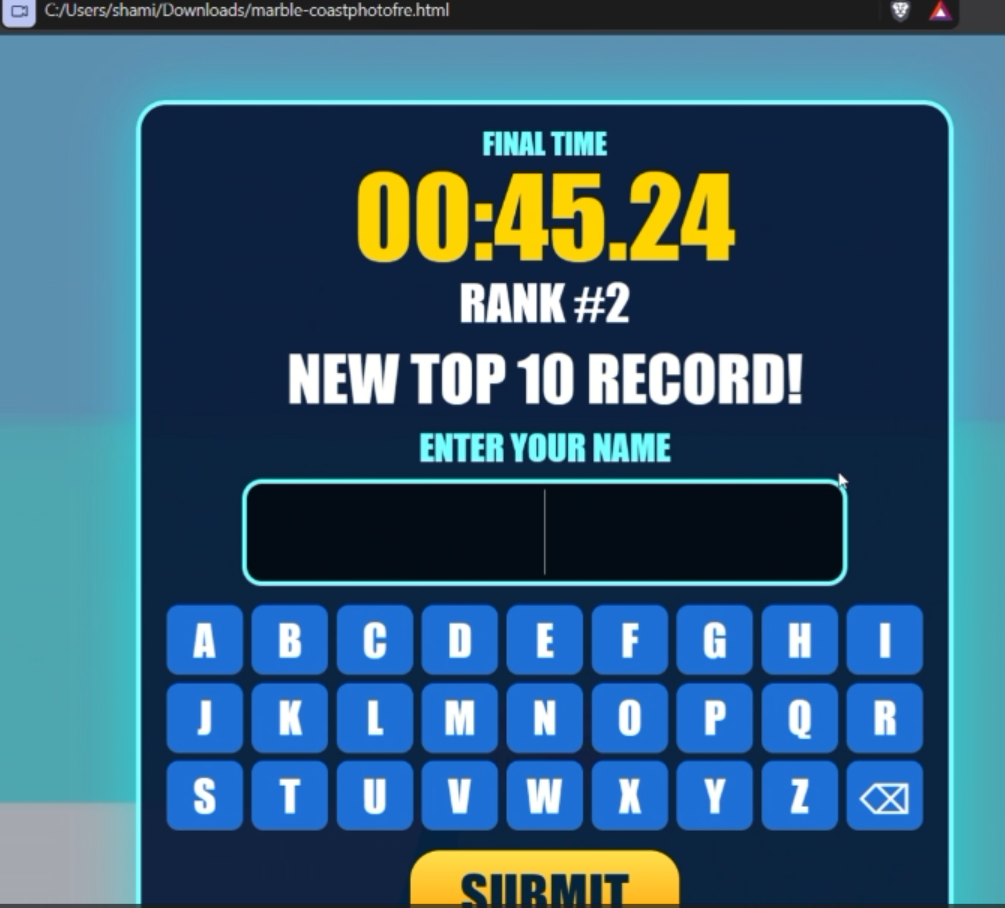 C:/Users/shami/Downloads/marble-coastphotofre.html
FINAL TIME
00:45.24
RANK #2
NEW TOP 10 RECORD!
ENTER YOUR NAME
A B C D E F G H I
J K L M N O P Q R
S T U V W X Y Z
SUBMIT